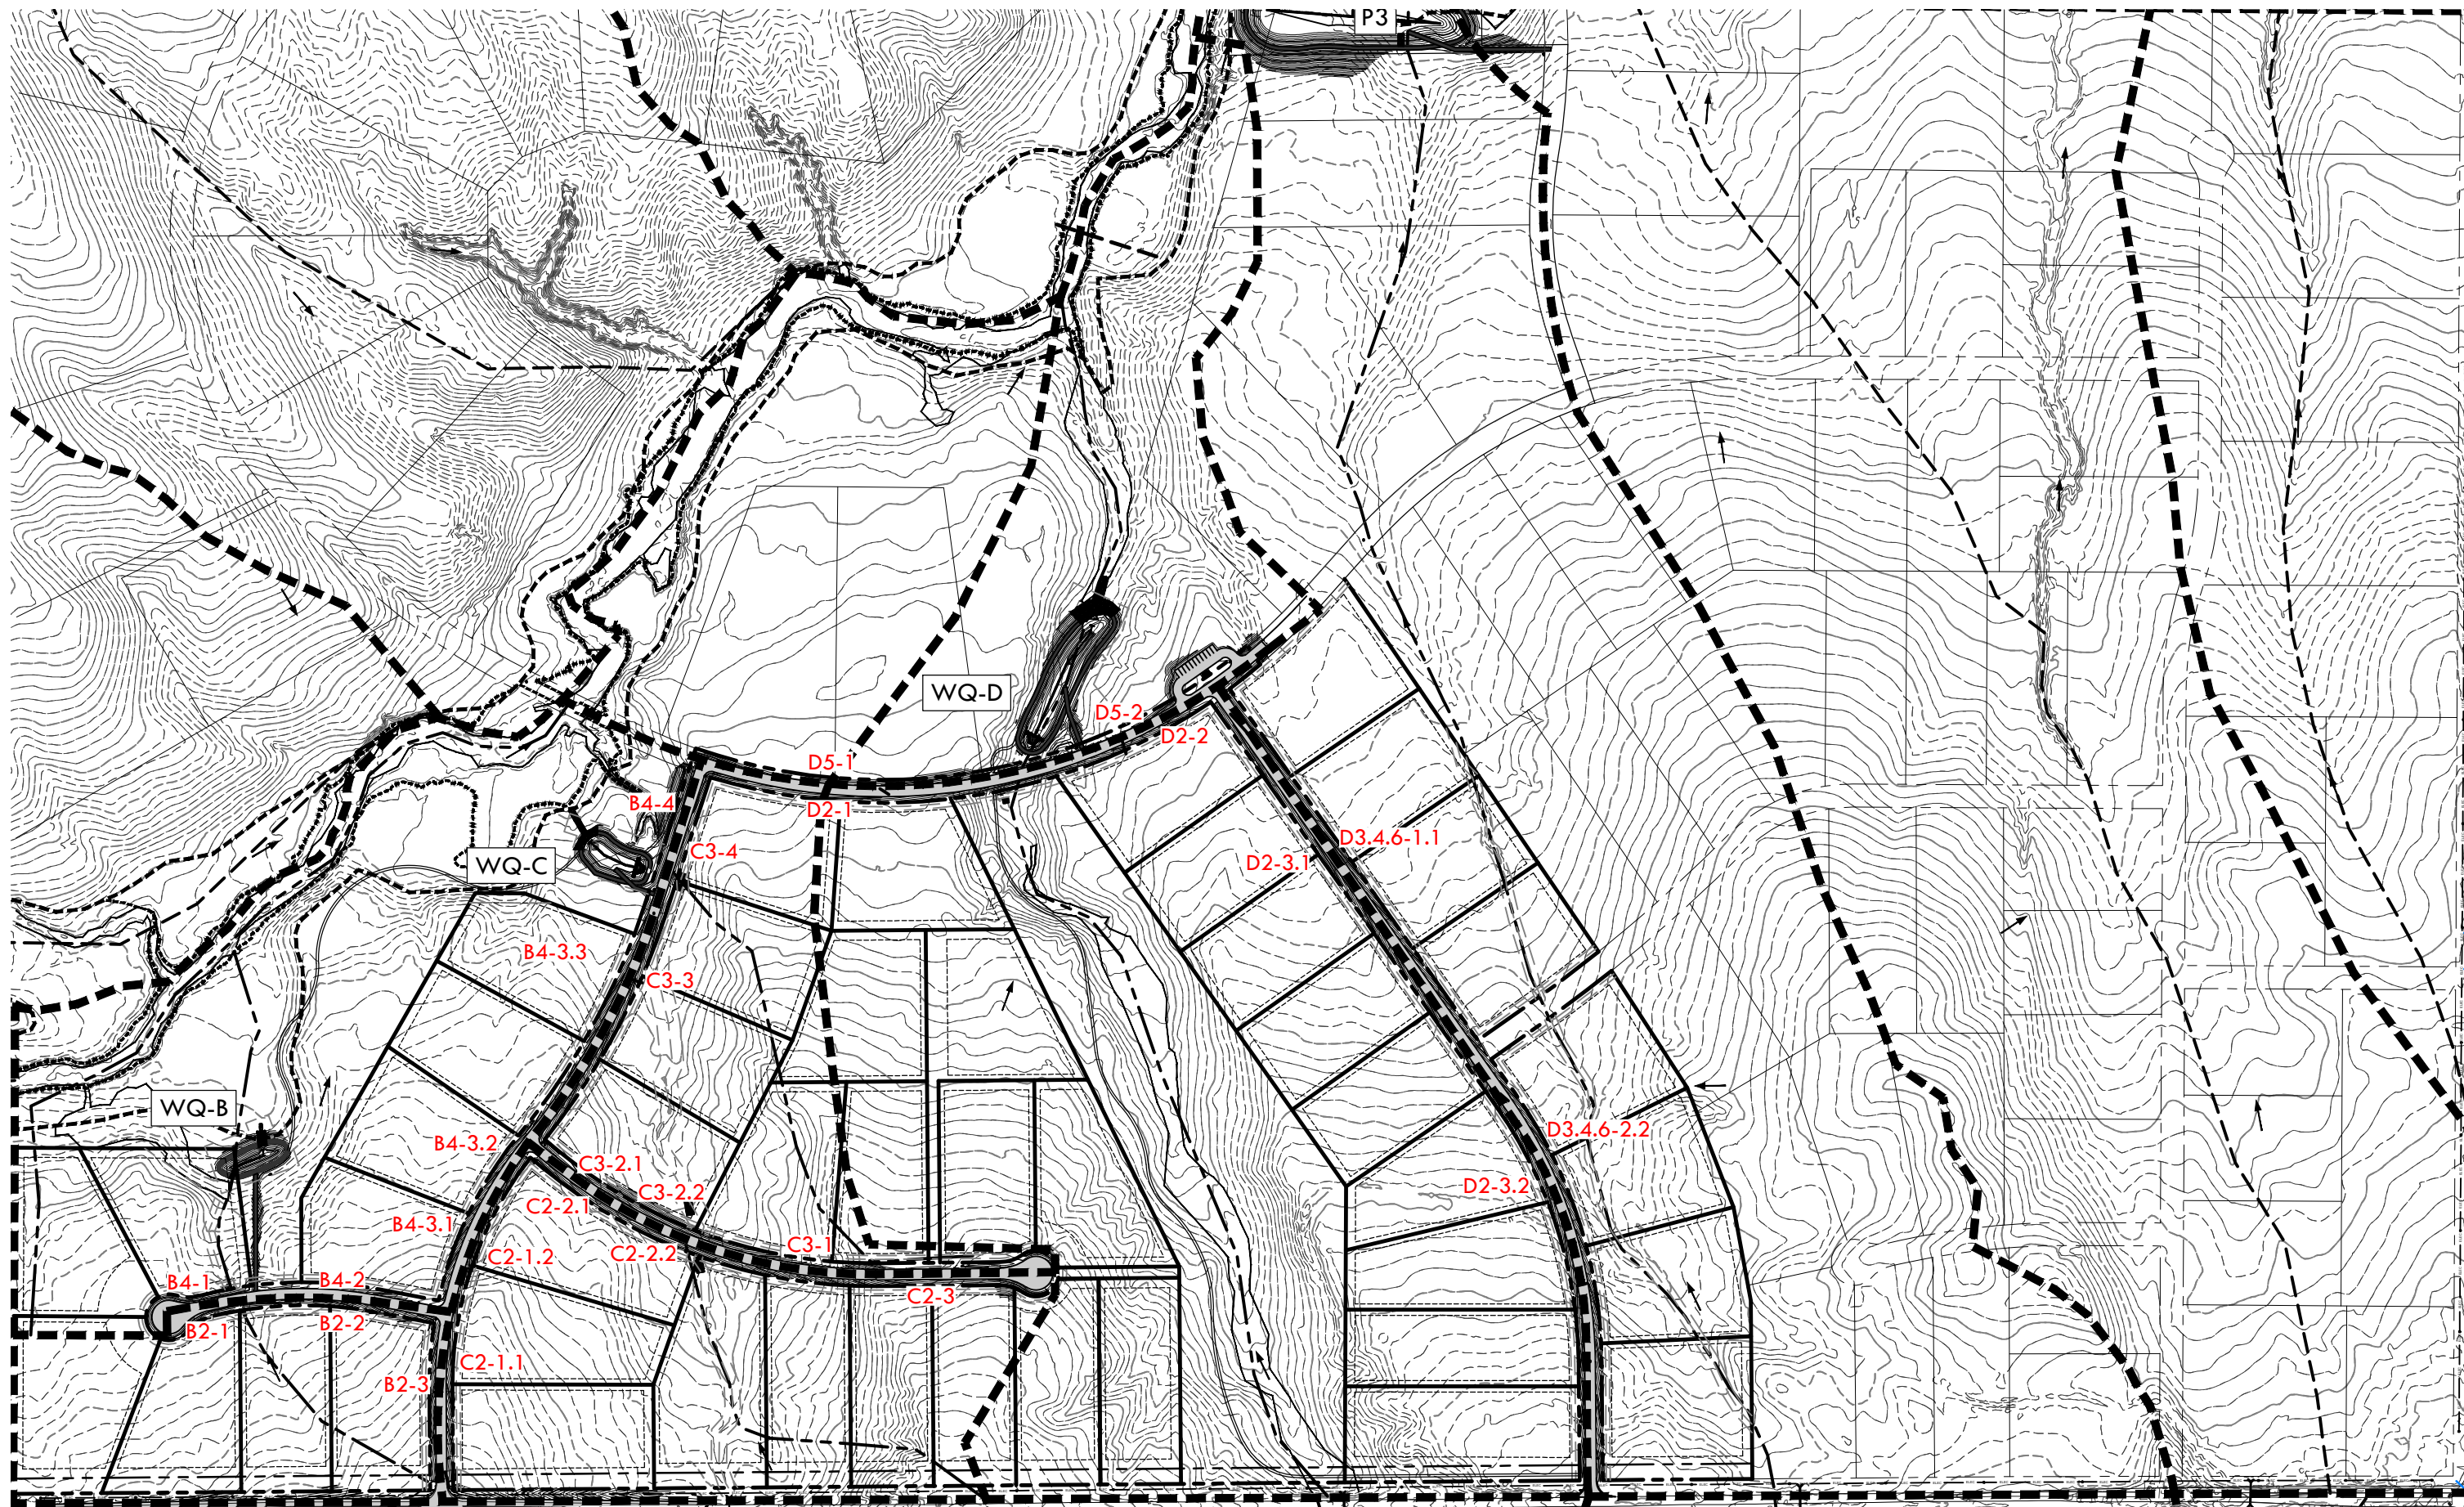 P3
WQ-D
D5-2
D2-2
D5-1
B4-4
D2-1
C3-4
D3.4.6-1.1
D2-3.1
WQ-C
B4-3.3
C3-3
WQ-B
D3.4.6-2.2
B4-3.2
C3-2.1
C3-2.2
D2-3.2
C2-2.1
B4-3.1
C3-1
C2-1.2
C2-2.2
B4-1
B4-2
C2-3
B2-1
B2-2
C2-1.1
B2-3